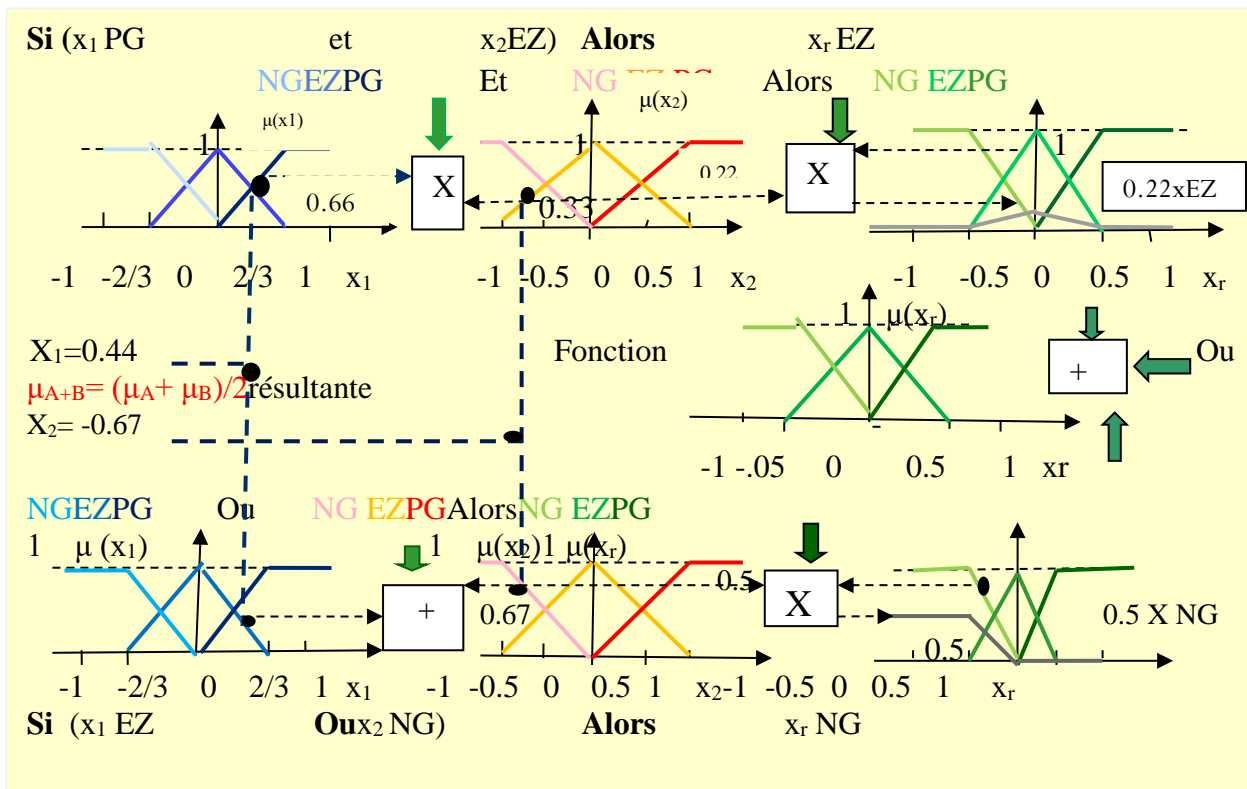 Si (x1 PG et x2EZ) Alors xr EZ
NGEZPG Et NG EZ PG Alors NG EZPG
μ(x1) μ(x2)
1 1 1
X X
0.66 0.33 0.22 0.22xEZ
-1 -2/3 0 2/3 1 x1 -1 -0.5 0 0.5 1 x2 -1 -0.5 0 0.5 1 xr
1 μ(xr)
X1=0.44 Fonction Ou
+
μA+B= (μA+ μB)/2résultante
X2= -0.67
-
-1 -.05 0 0.5 1 xr
NGEZPG Ou NG EZPGAlors NG EZPG
1 μ (x1) 1 μ(x2)1 μ(xr)
0.5
+ 0.67 X 0.5 X NG
0.5
-1 -2/3 0 2/3 1 x1 -1 -0.5 0 0.5 1 x2-1 -0.5 0 0.5 1 xr
Si (x1 EZ Oux2 NG) Alors xr NG